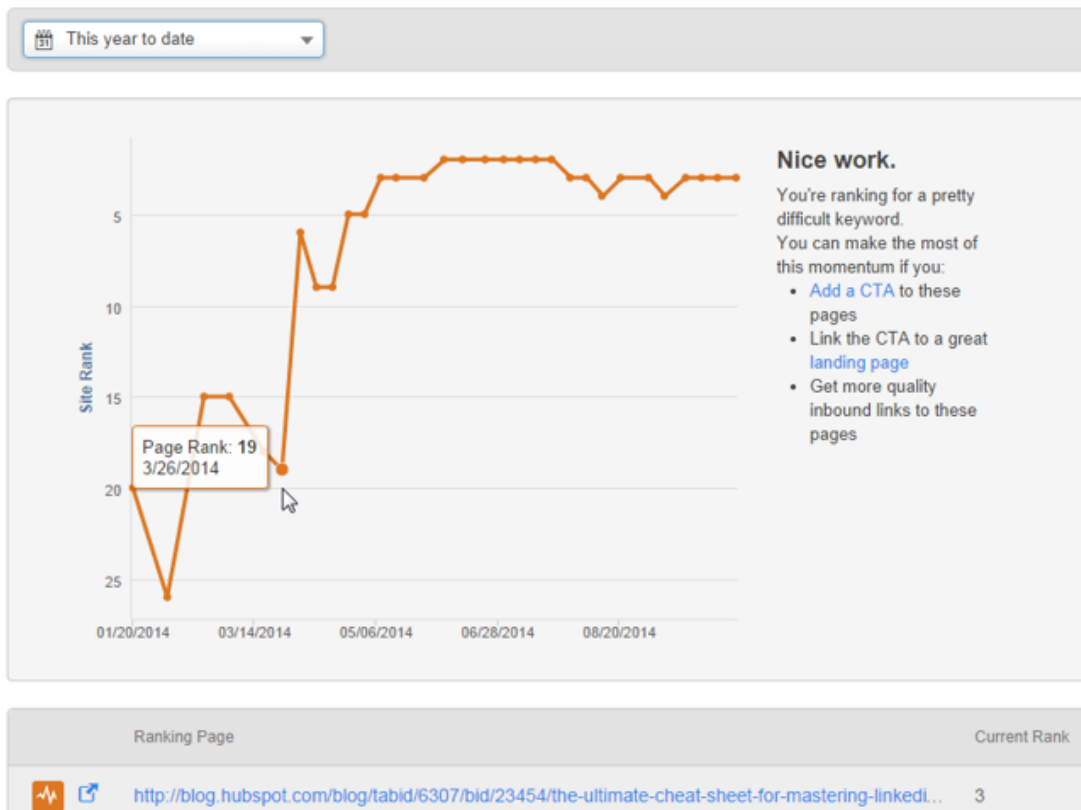 31 This year to date
Nice work.
You're ranking for a pretty
difficult keyword.
You can make the most of
this momentum if you:
• Add a CTA to these
pages
• Link the CTA to a great
landing page
• Get more quality
inbound links to these
pages
Site Rank
5
10
15
20
25
Page Rank: 19
3/26/2014
01/20/2014 03/14/2014 05/06/2014 06/28/2014 08/20/2014
Ranking Page Current Rank
http://blog.hubspot.com/blog/tabid/6307/bid/23454/the-ultimate-cheat-sheet-for-mastering-linkedi... 3